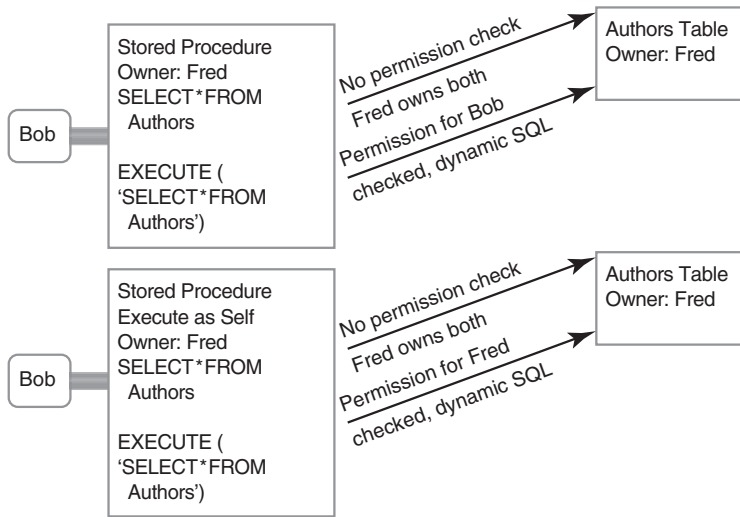 Bob
Stored Procedure
Owner: Fred
SELECT*FROM
Authors
EXECUTE (
‘SELECT*FROM
Authors’)
No permission check
Fred owns both
Permission for Bob
checked, dynamic SQL
Authors Table
Owner: Fred
Bob
Stored Procedure
Execute as Self
Owner: Fred
SELECT*FROM
Authors
EXECUTE (
‘SELECT*FROM
Authors’)
No permission check
Fred owns both
Permission for Fred
checked, dynamic SQL
Authors Table
Owner: Fred